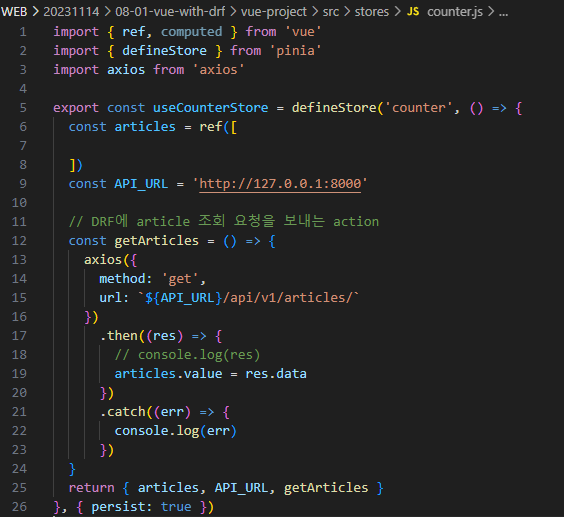 WEB > 20231114 > 08-01-vue-with-drf > vue-project > src > stores > JS counter.js > ...
1 import { ref, computed } from 'vue'
2 import { defineStore } from 'pinia'
3 import axios from 'axios'
4
5 export const useCounterStore = defineStore('counter', () => {
6   const articles = ref([
7
8   ])
9   const API_URL = 'http://127.0.0.1:8000'
10
11   // DRF에 article 조회 요청을 보내는 action
12   const getArticles = () => {
13     axios({
14       method: 'get',
15       url: `${API_URL}/api/v1/articles/`
16     })
17       .then((res) => {
18         // console.log(res)
19         articles.value = res.data
20       })
21       .catch((err) => {
22         console.log(err)
23       })
24   }
25   return { articles, API_URL, getArticles }
26 }, { persist: true })